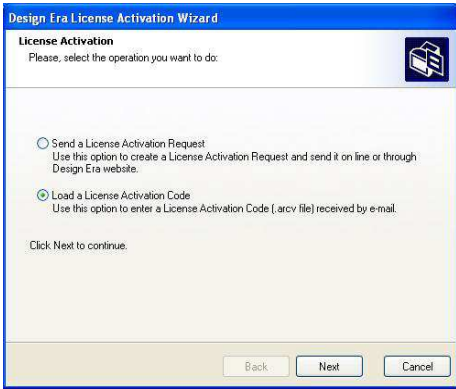 Design Era License Activation Wizard
License Activation
Please, select the operation you want to do:
Send a License Activation Request
Use this option to create a License Activation Request and send it on line or through
Design Era website.
Load a License Activation Code
Use this option to enter a License Activation Code (.arcv file) received by e-mail.
Click Next to continue.
Back Next Cancel